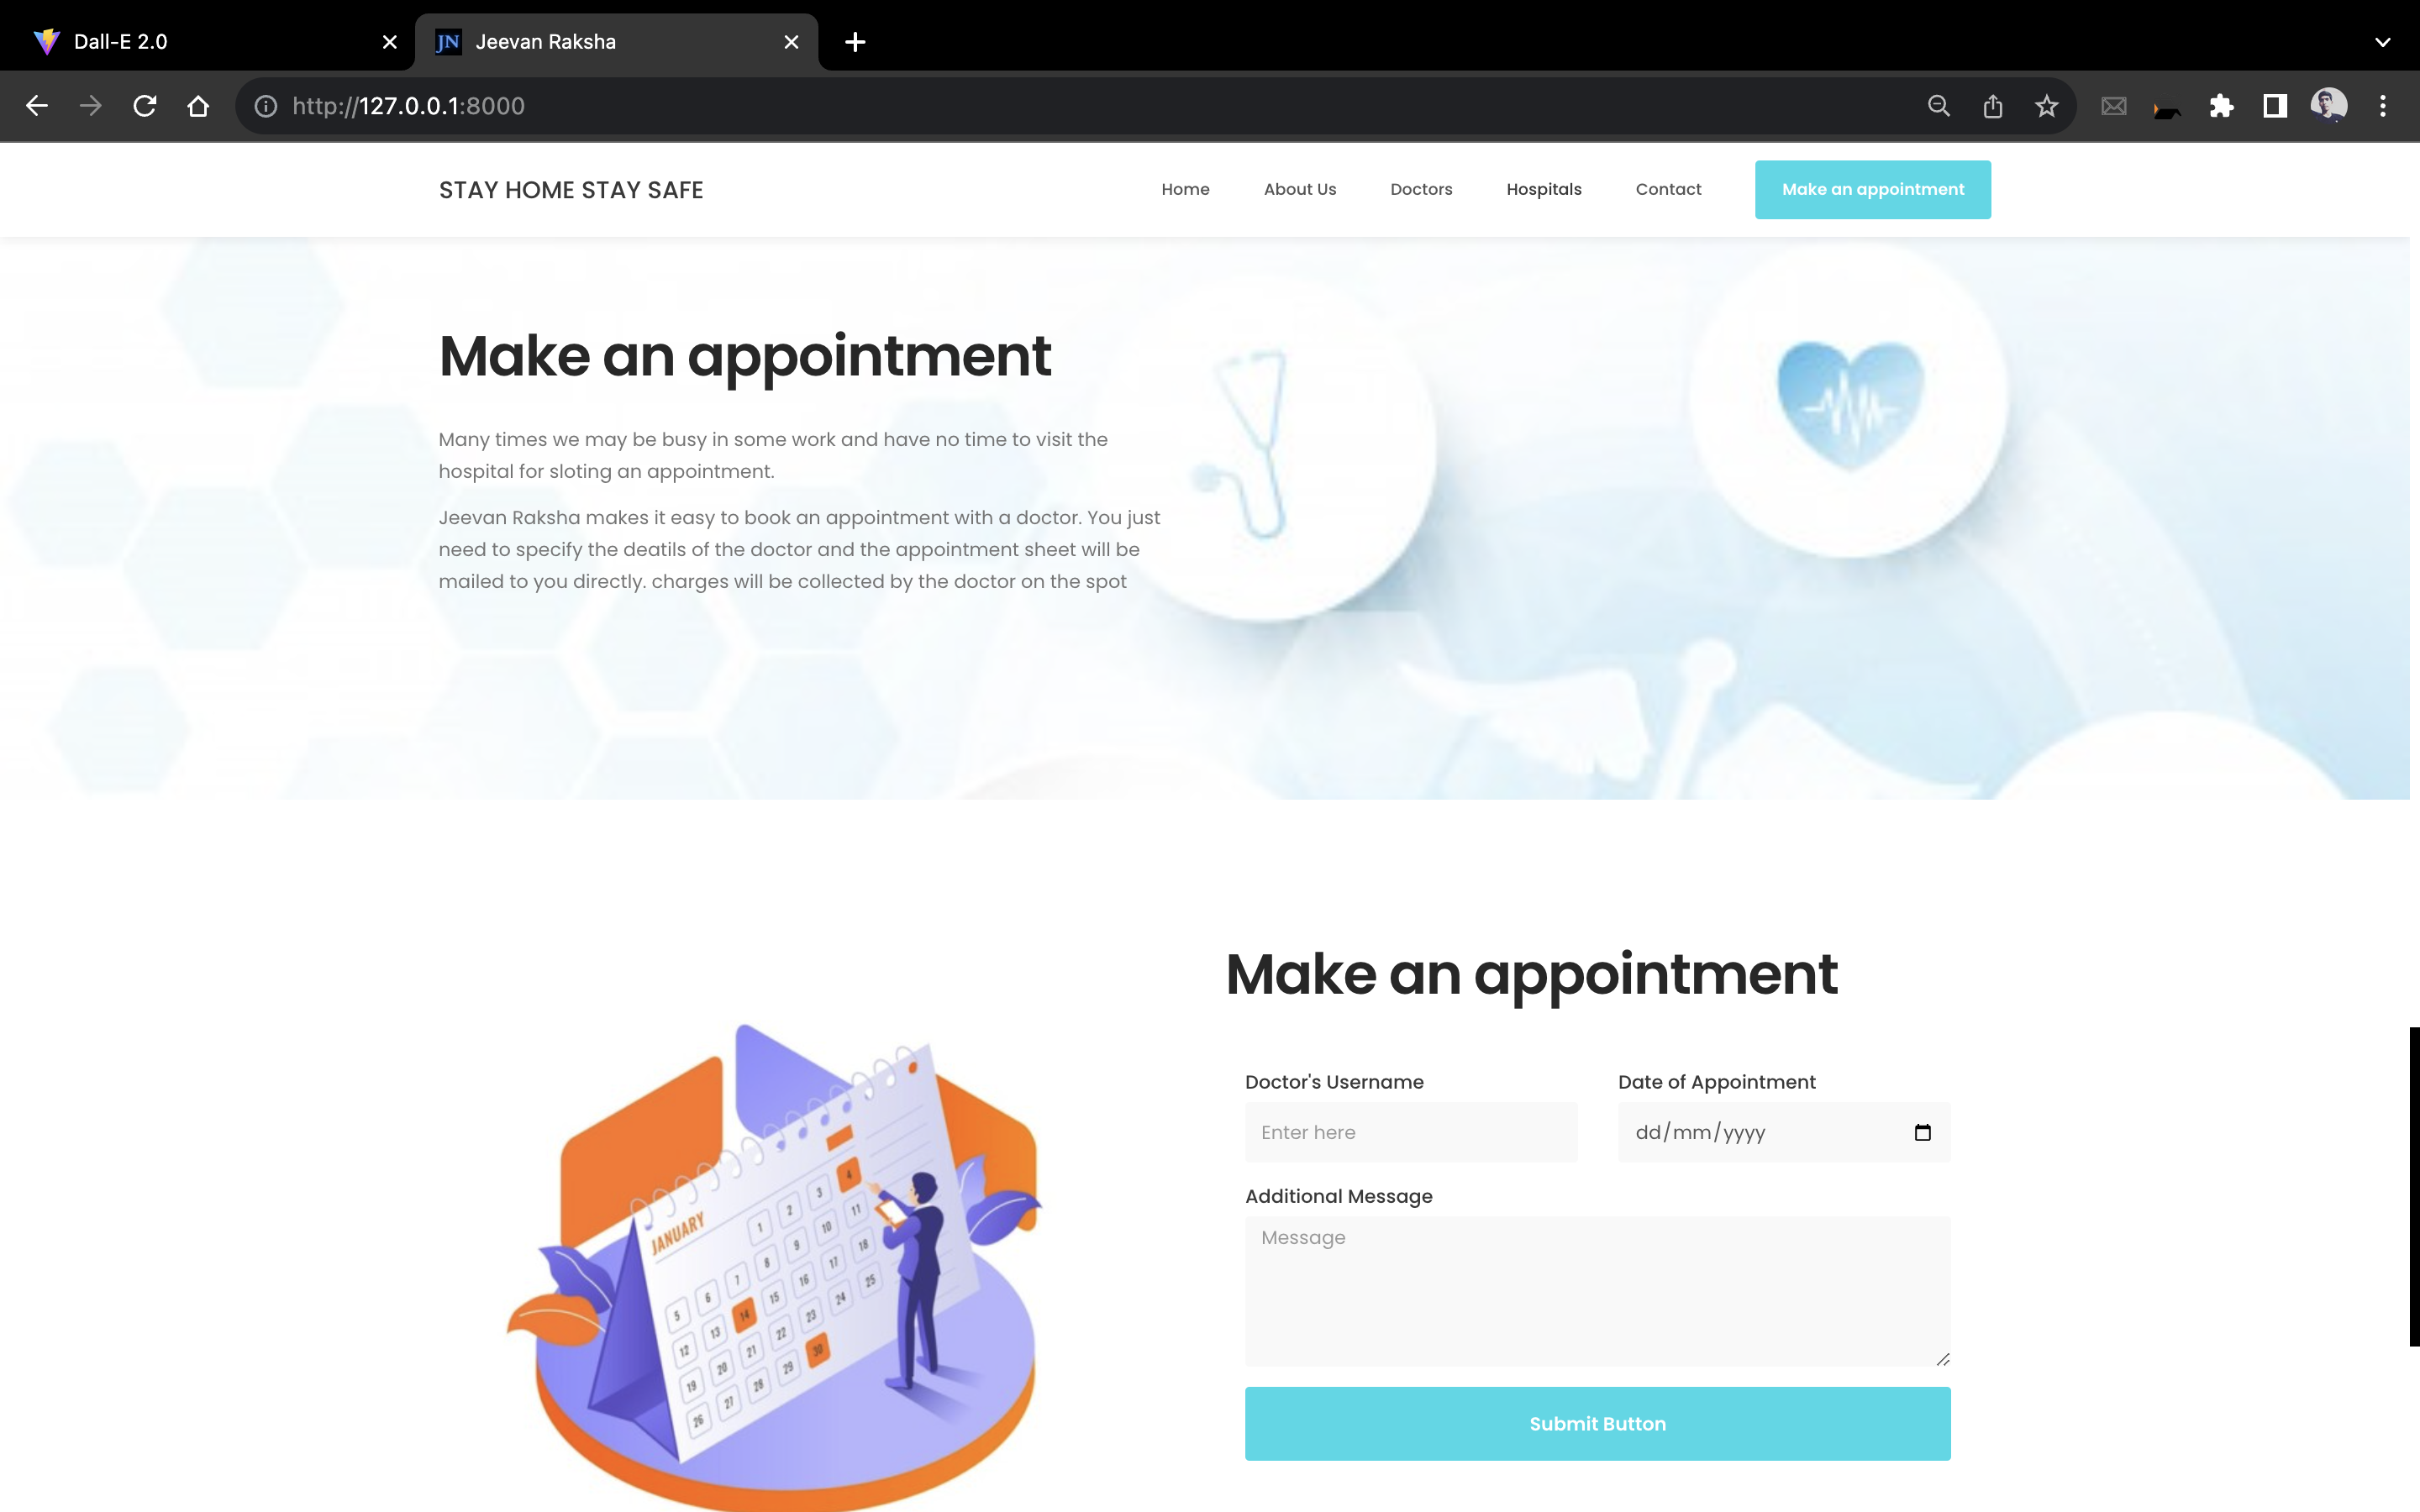 Dall-E 2.0
JN Jeevan Raksha
http://127.0.0.1:8000
STAY HOME STAY SAFE
Home About Us Doctors Hospitals Contact Make an appointment
Make an appointment
Many times we may be busy in some work and have no time to visit the
hospital for sloting an appointment.
Jeevan Raksha makes it easy to book an appointment with a doctor. You just
need to specify the deatils of the doctor and the appointment sheet will be
mailed to you directly. charges will be collected by the doctor on the spot
Make an appointment
Doctor's Username Date of Appointment
Enter here dd/mm/yyyy
Additional Message
Message
Submit Button
JANUARY
1 2 3 4
5 6 7 8 9 10 11
12 13 14 15 16 17 18
19 20 21 22 23 24 25
26 27 28 29 30